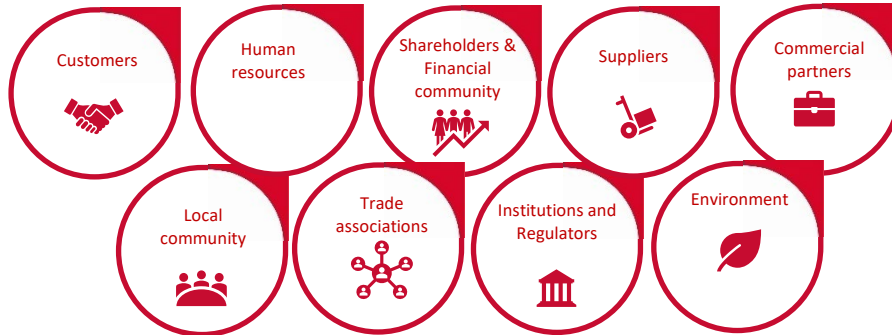 Customers
Human
resources
Shareholders &
Financial
community
Suppliers
Commercial
partners
Local
community
Trade
associations
Institutions and
Regulators
Environment